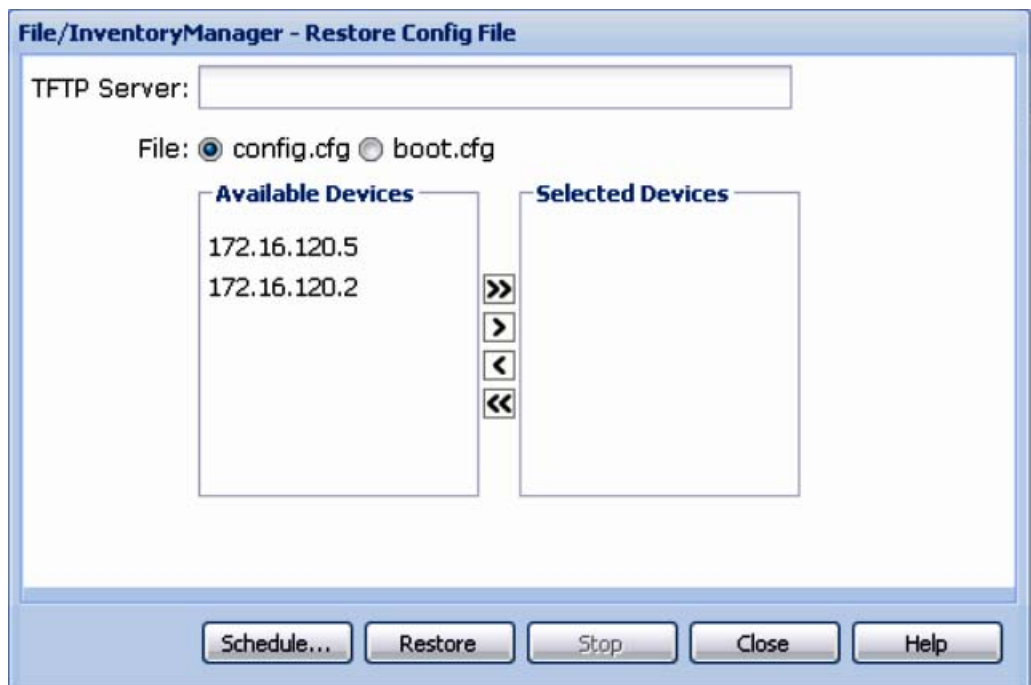 File/InventoryManager - Restore Config File
TFTP Server:
File: config.cfg boot.cfg
Available Devices
Selected Devices
172.16.120.5
172.16.120.2
>>
>
<
<<
Schedule... Restore Stop Close Help